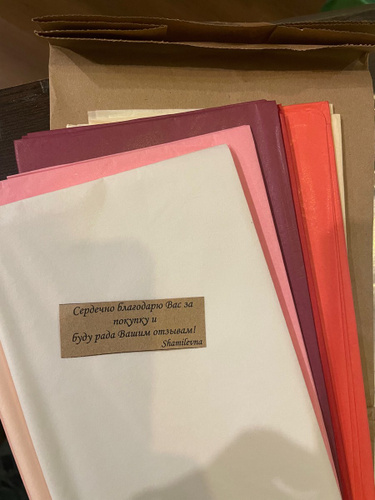 Сердечно благодарю Вас за
покупку и
буду рада Вашим отзывам!
Shamilevna